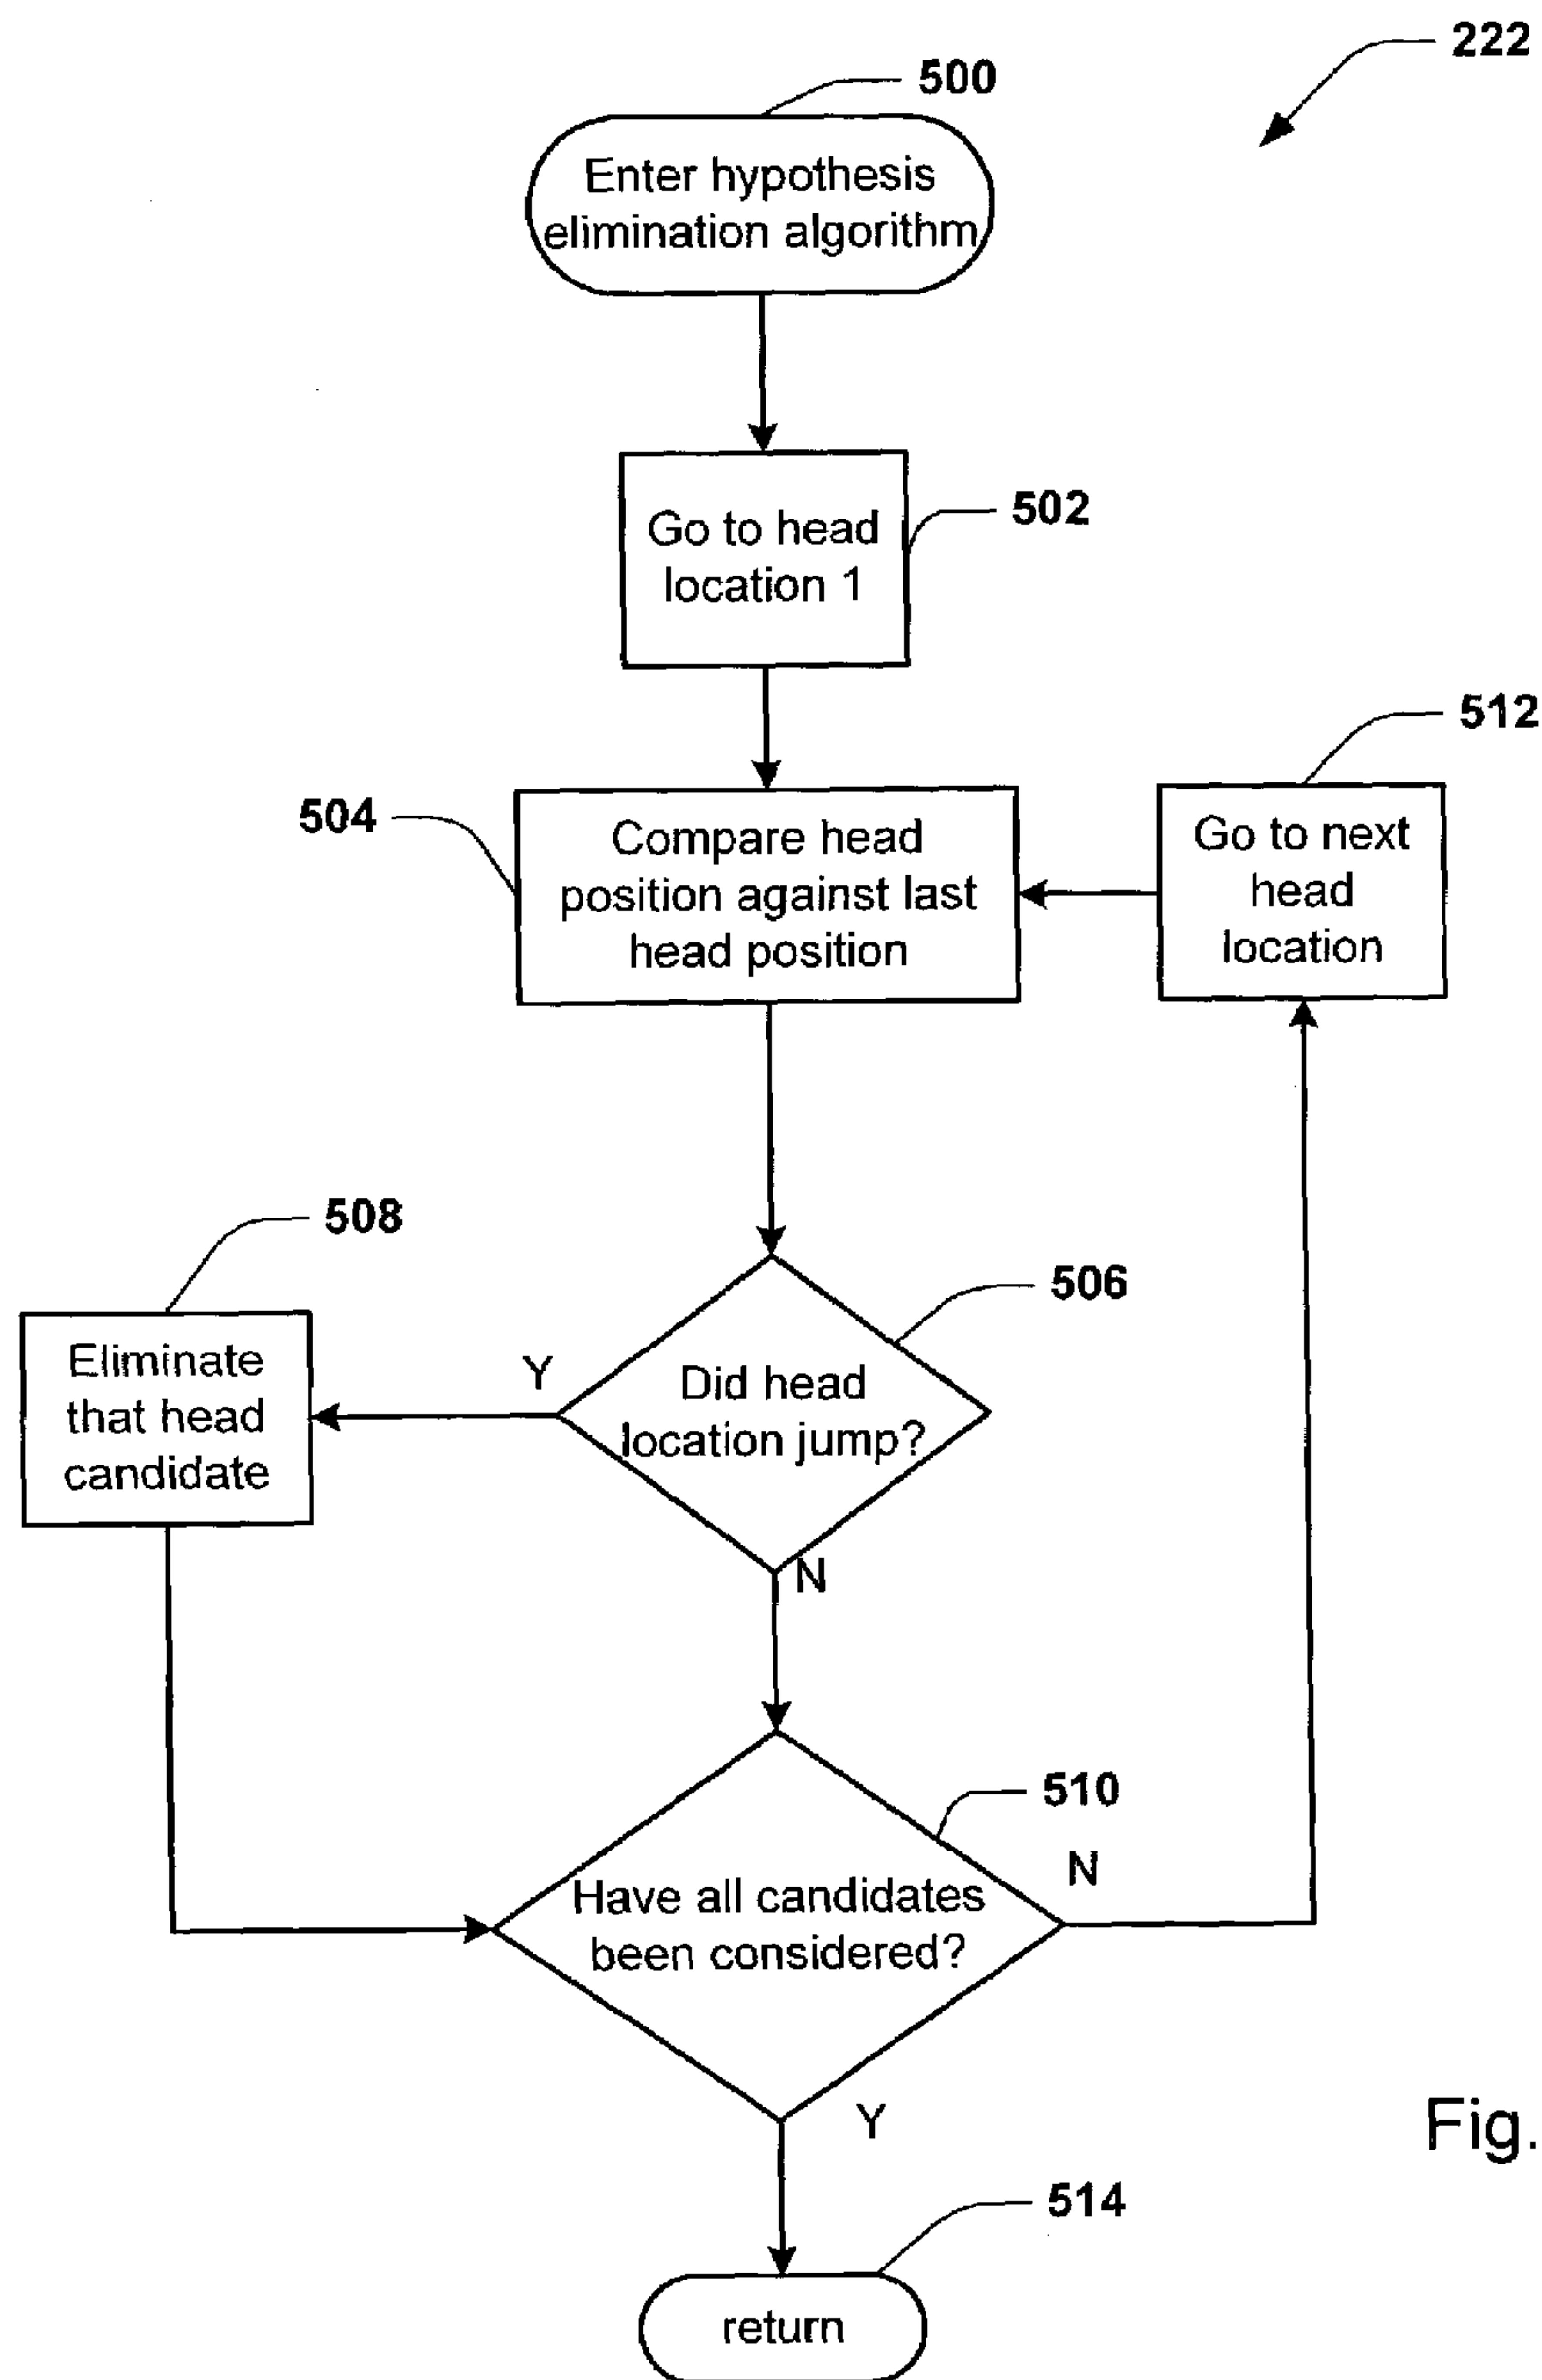 222
500
Enter hypothesis
elimination algorithm
502
Go to head
location 1
512
504
Compare head
position against last
head position
Go to next
head
location
508
506
Eliminate
that head
candidate
Y
Did head
location jump?
N
510
N
Have all candidates
been considered?
Y
Fig.
514
return